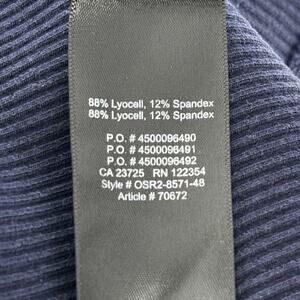 88% Lyocell, 12% Spandex
88% Lyocell, 12% Spandex
P.O. # 4500096490
P.O. # 4500096491
P.O. # 4500096492
CA 23725 RN 122354
Style # OSR2-8571-48
Article # 70672